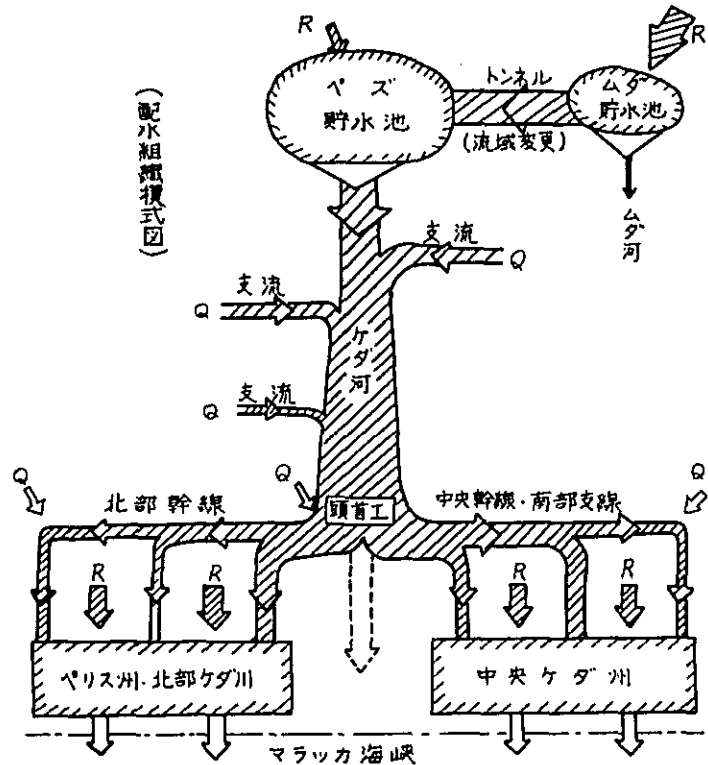 R
R
トンネル
ペズ
貯水池
ムダ
貯水池
(流域変更)
(配水組織模式図)
ムダ河
支流
Q
支流
Q
ケダ河
支流
Q
Q
Q
Q
北部幹線
頭首工
中央幹線・南部支線
R
R
R
R
ペリス州・北部ケダ川
中央ケダ州
マラッカ海峡